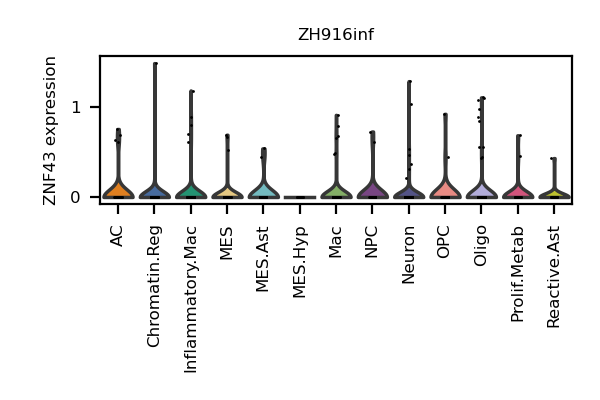 ZH916inf
ZNF43 expression
1
0
AC
Chromatin.Reg
Inflammatory.Mac
MES
MES.Ast
MES.Hyp
Mac
NPC
Neuron
OPC
Oligo
Prolif.Metab
Reactive.Ast